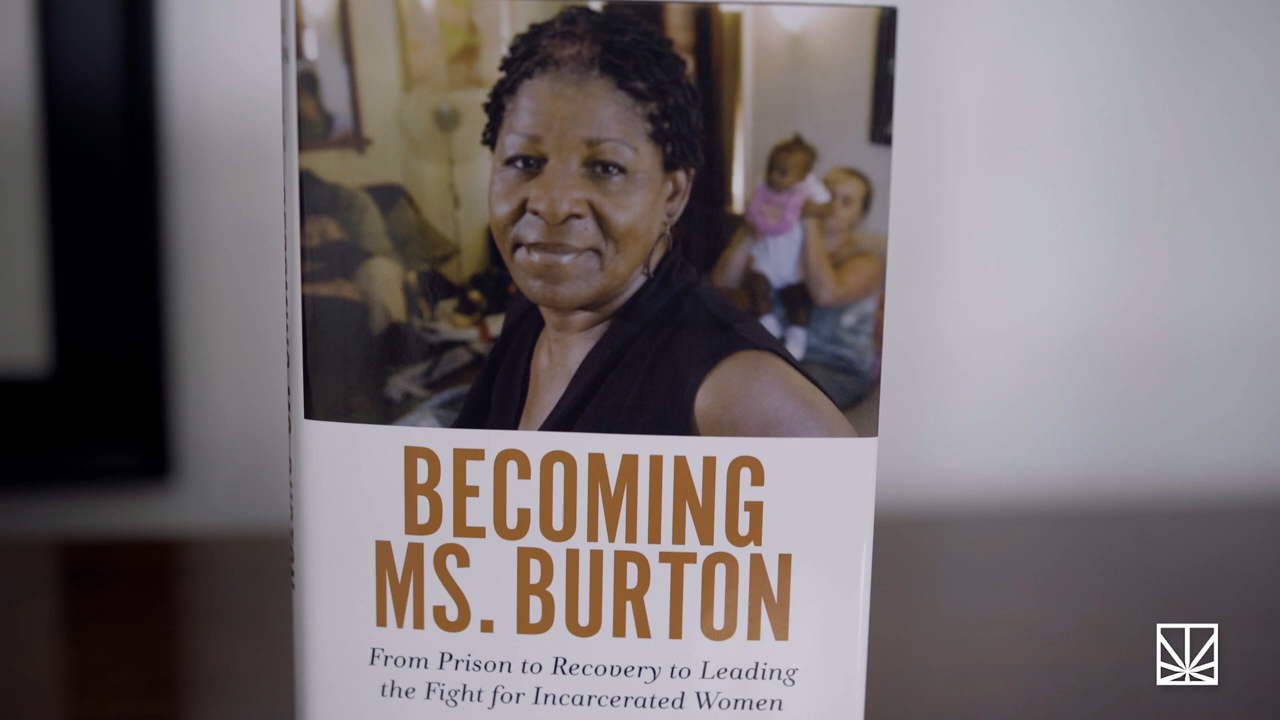 BECOMING
MS. BURTON
From Prison to Recovery to Leading
the Fight for Incarcerated Women